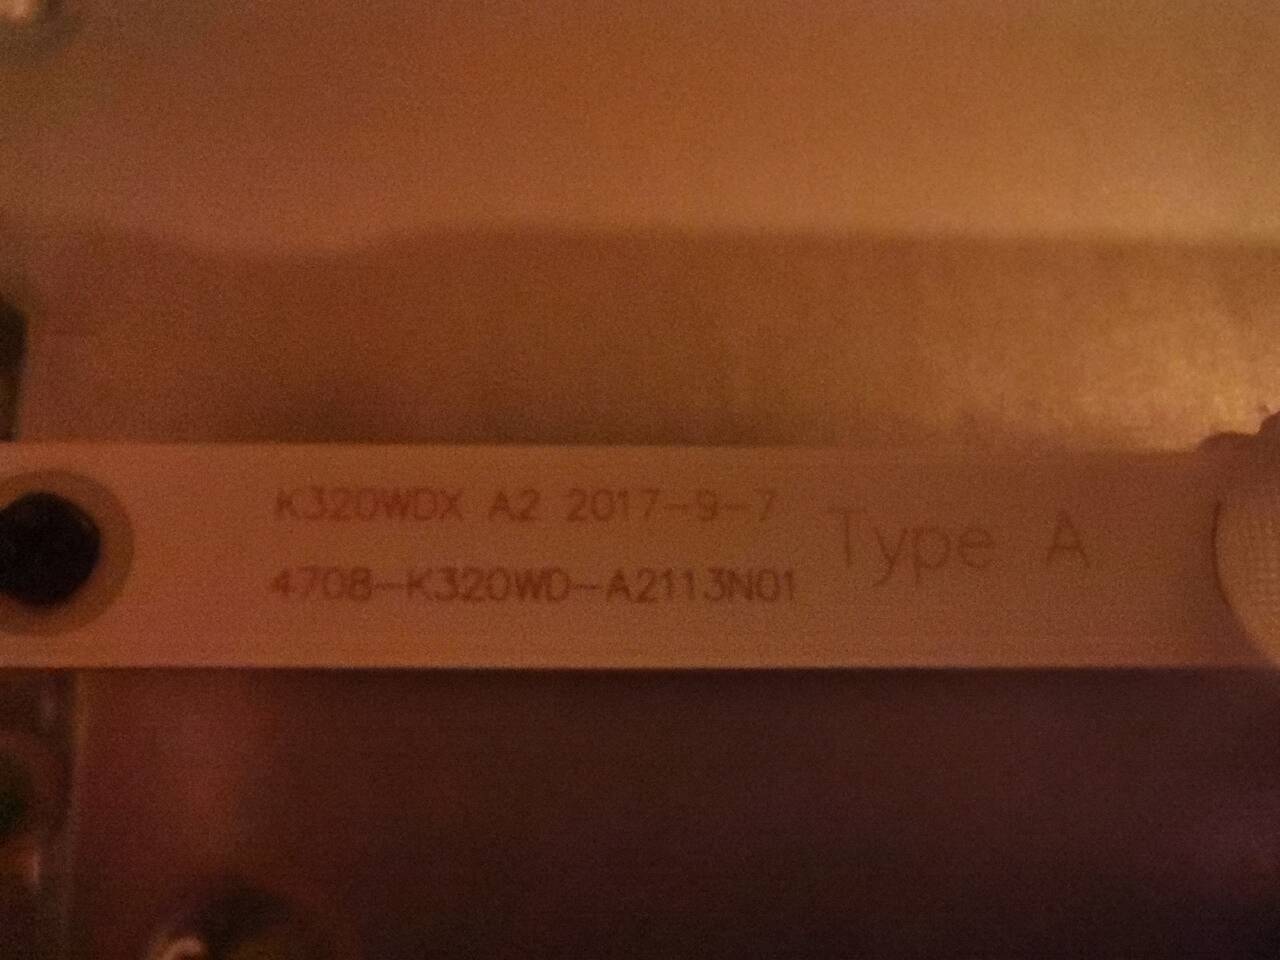 K320WDX A2 2017-9-7
4708-K320WD-A2113N01
Type A